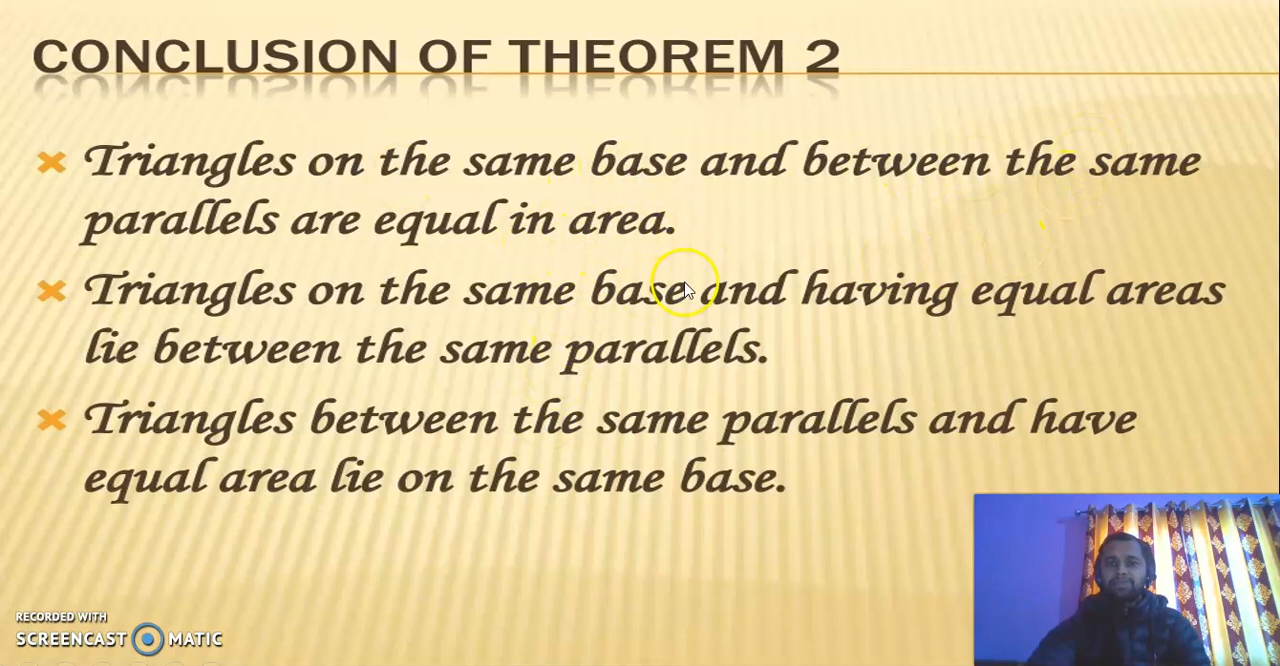 CONCLUSION OF THEOREM 2
Triangles on the same base and between the same
parallels are equal in area.
Triangles on the same base and having equal areas
lie between the same parallels.
Triangles between the same parallels and have
equal area lie on the same base.
RECORDED WITH
SCREENCAST MATIC